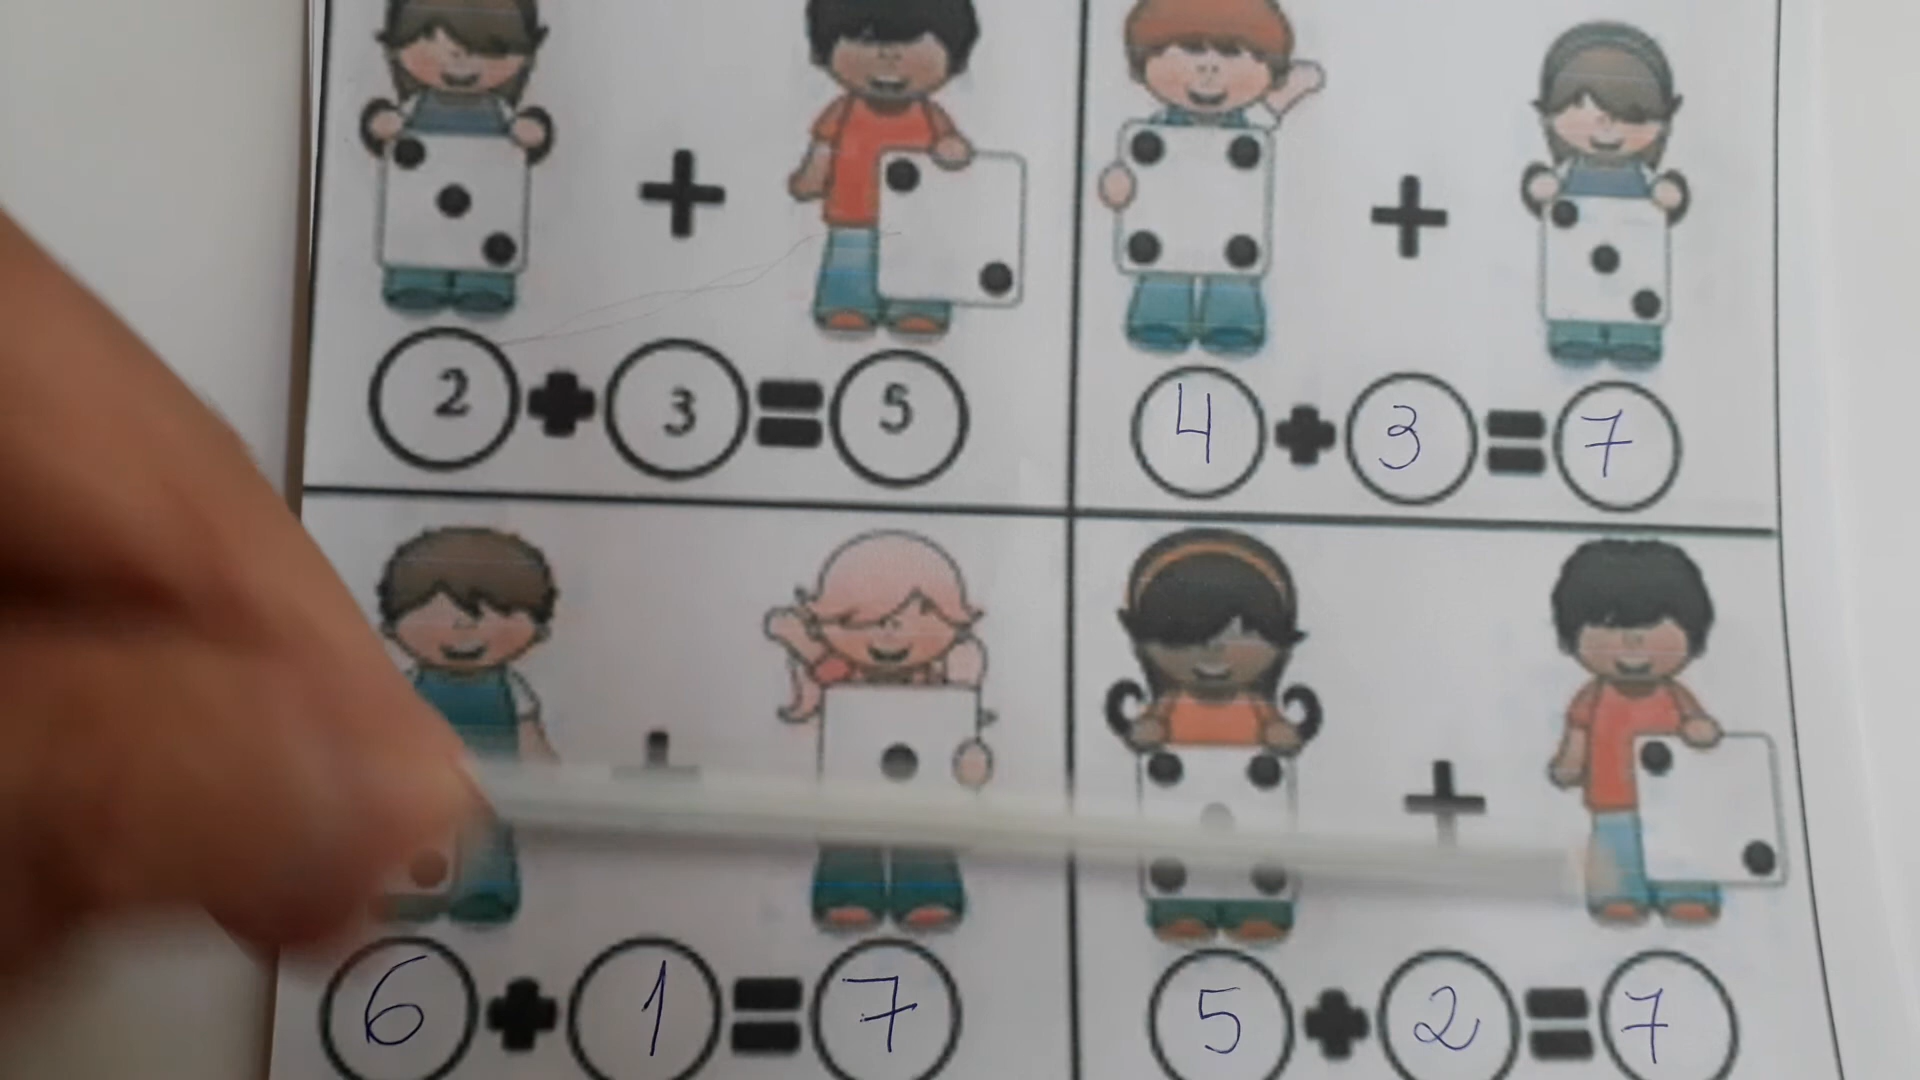 2 + 3 = 5
4 + 3 = 7
6 + 1 = 7
5 + 2 = 7